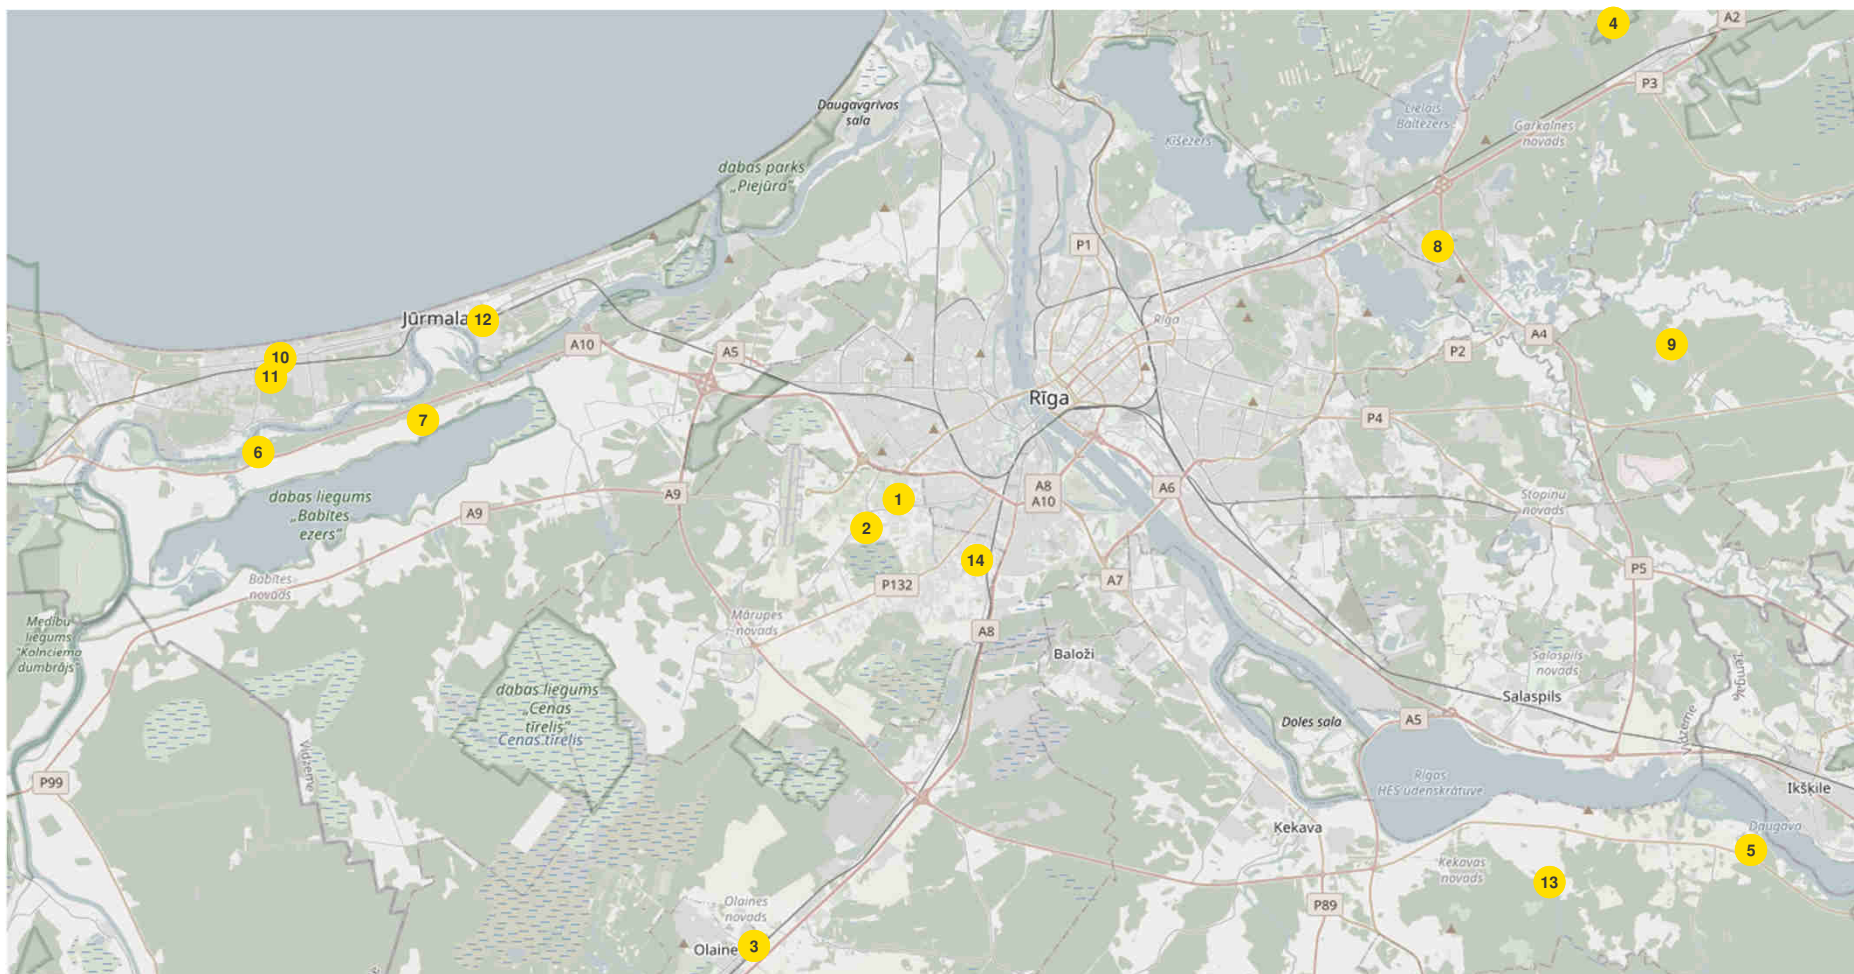 4
A2
P3
Lielais
Baltezers
Garkalnes
novads
Daugavgrīvas
sala
Ķīšezers
dabas parks
„Piejūra"
P1
8
Jūrmala
12
A10
A5
Rīga
A4
P2
9
10
11
7
6
Rīga
P4
dabas liegums
„Babītes
ezers"
A9
A9
1
2
A8
A10
A6
Stopiņu
novads
14
P132
A7
P5
Babītes
novads
Mārupes
novads
A8
Baloži
Medību
liegums
"Kalnciema
dumbrājs"
dabas liegums
„Cenas
tīrelis"
Cenas tīrelis
Salaspils
novads
Salaspils
Doles sala
A5
Vidzeme
Vidzeme
P99
Rīgas
HES ūdenskrātuve
Ikšķile
Ķekava
Daugava
5
Ķekavas
novads
13
P89
Olaines
novads
Olaine
3